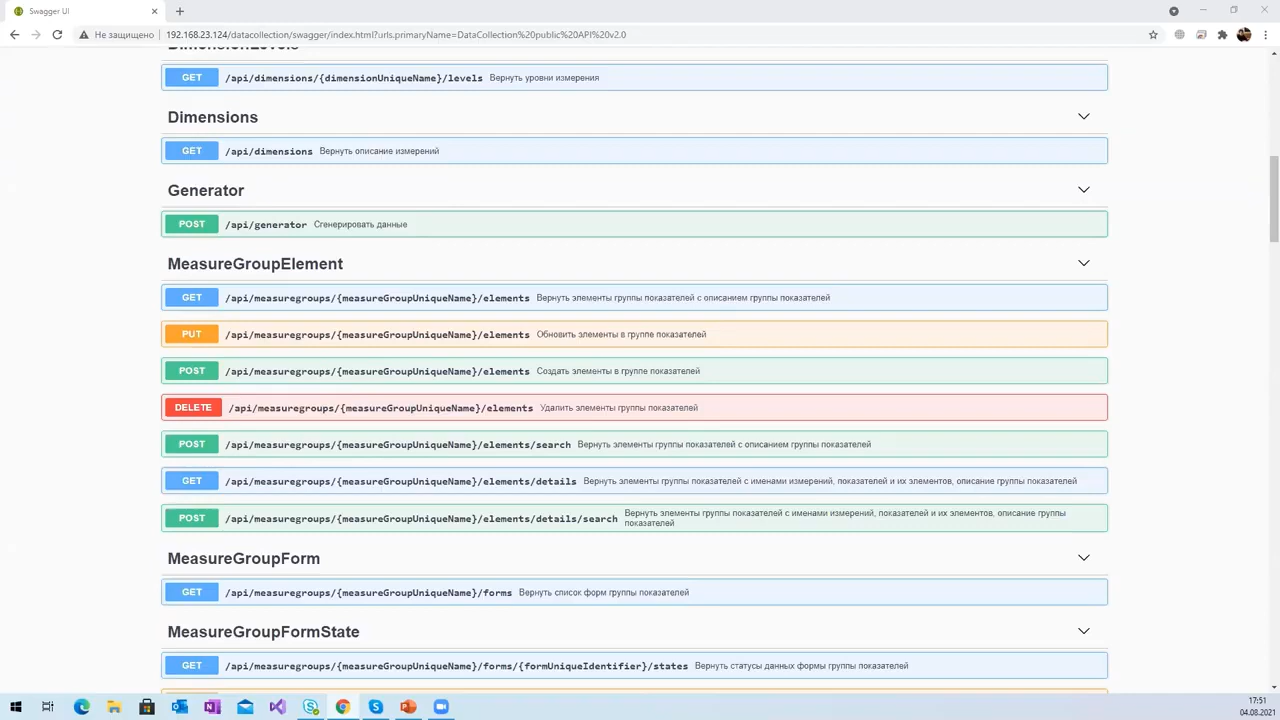 Swagger UI
Не защищено
192.168.23.124/datacollection/swagger/index.html?urls.primaryName=DataCollection%20public%20API%20v2.0
DimensionLevels
GET /api/dimensions/{dimensionUniqueName}/levels Вернуть уровни измерения
Dimensions
GET /api/dimensions Вернуть описание измерений
Generator
POST /api/generator Сгенерировать данные
MeasureGroupElement
GET /api/measuregroups/{measureGroupUniqueName}/elements Вернуть элементы группы показателей с описанием группы показателей
PUT /api/measuregroups/{measureGroupUniqueName}/elements Обновить элементы в группе показателей
POST /api/measuregroups/{measureGroupUniqueName}/elements Создать элементы в группе показателей
DELETE /api/measuregroups/{measureGroupUniqueName}/elements Удалить элементы группы показателей
POST /api/measuregroups/{measureGroupUniqueName}/elements/search Вернуть элементы группы показателей с описанием группы показателей
GET /api/measuregroups/{measureGroupUniqueName}/elements/details Вернуть элементы группы показателей с именами измерений, показателей и их элементов, описание группы показателей
POST /api/measuregroups/{measureGroupUniqueName}/elements/details/search Вернуть элементы группы показателей с именами измерений, показателей и их элементов, описание группы
показателей
MeasureGroupForm
GET /api/measuregroups/{measureGroupUniqueName}/forms Вернуть список форм группы показателей
MeasureGroupFormState
GET /api/measuregroups/{measureGroupUniqueName}/forms/{formUniqueIdentifier}/states Вернуть статусы данных формы группы показателей
17:51
04.08.2021